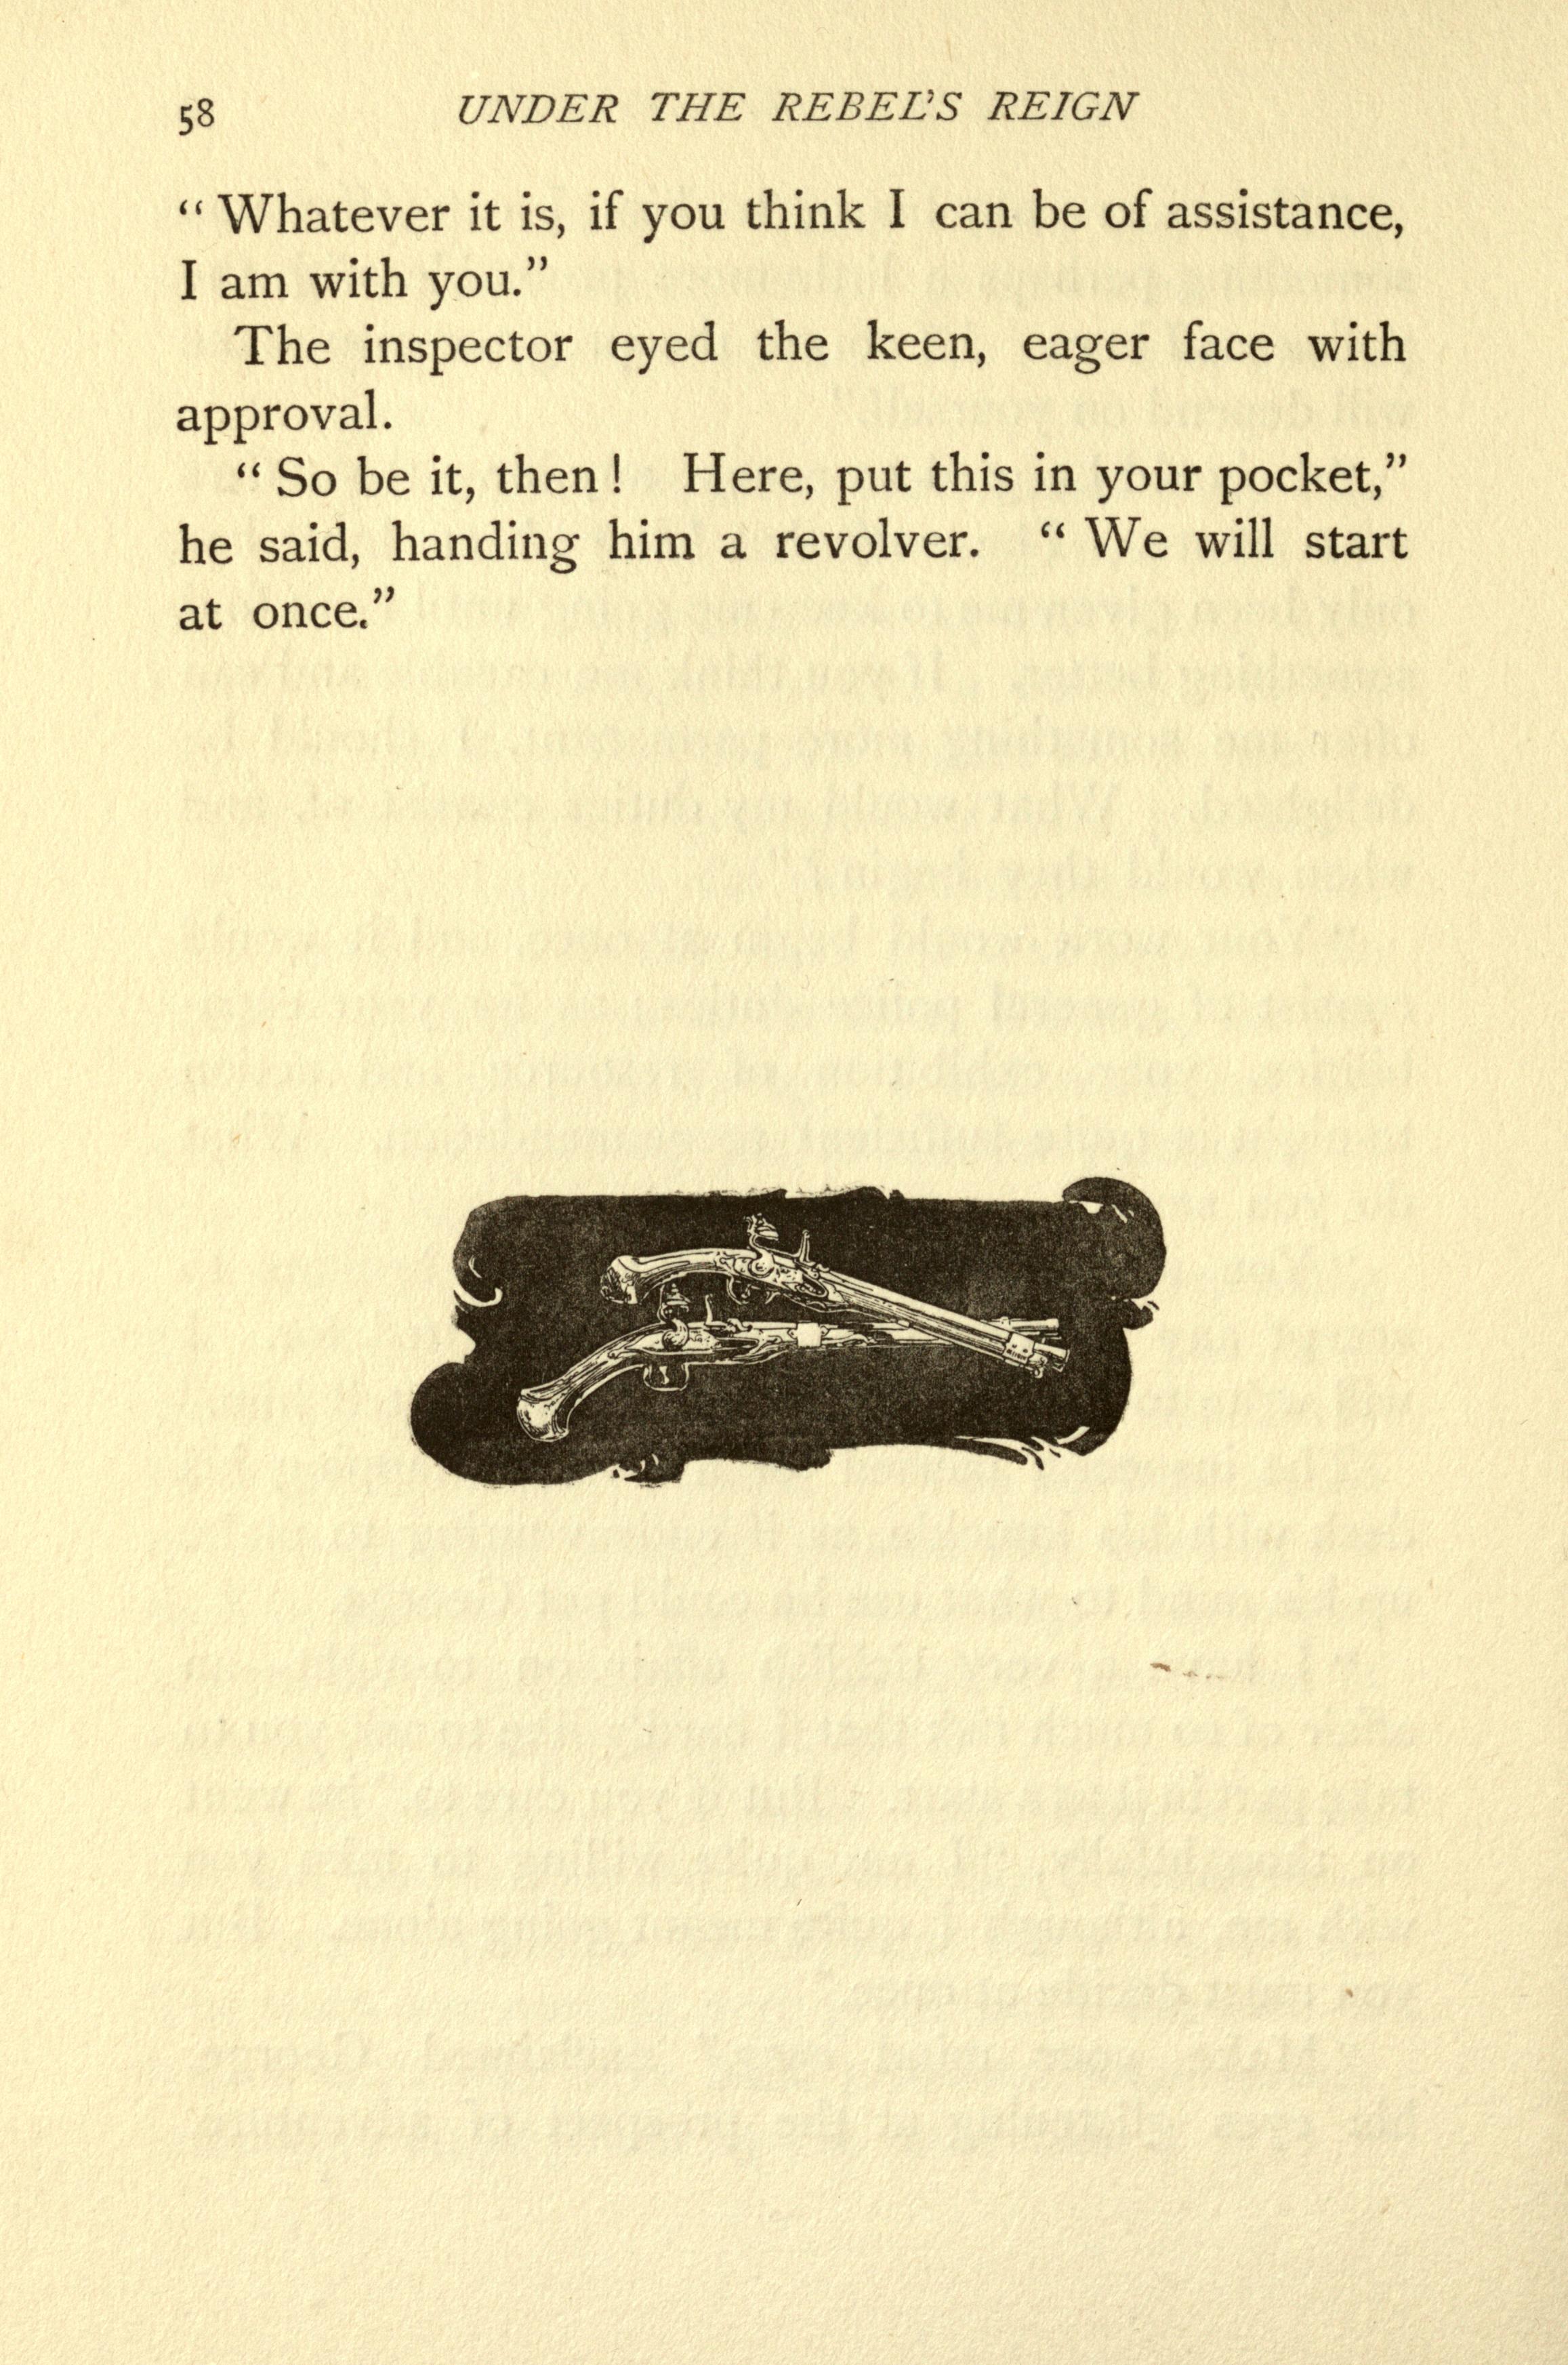 58 UNDER THE REBEL'S REIGN
“Whatever it is, if you think I can be of assistance,
I am with you.”
The inspector eyed the keen, eager face with
approval.
“So be it, then! Here, put this in your pocket,”
he said, handing him a revolver. “We will start
at once.”